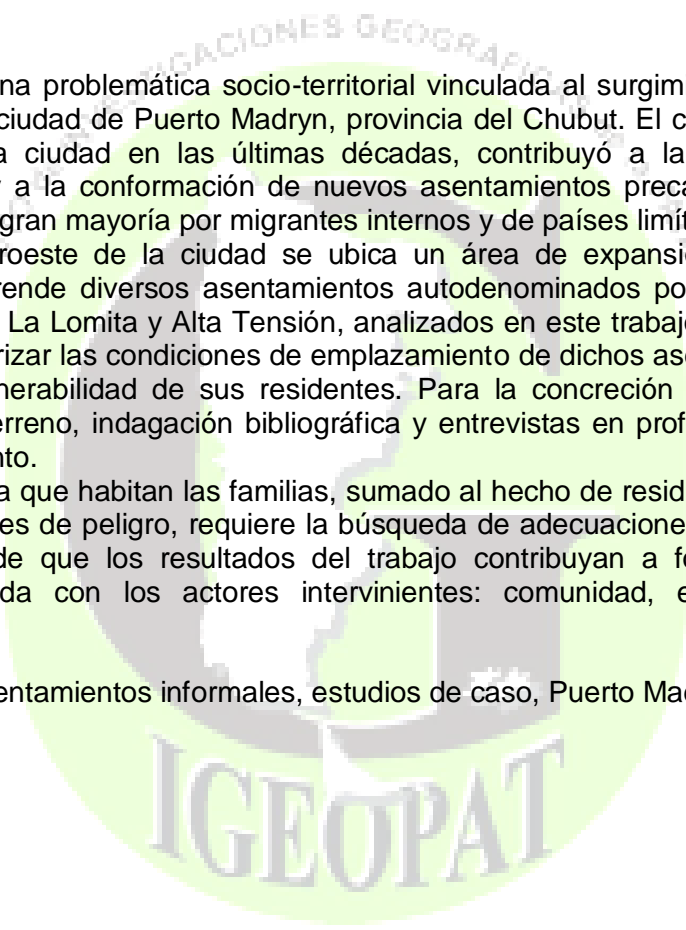 na problemática socio-territorial vinculada al surgim
ciudad de Puerto Madryn, provincia del Chubut. El c
a ciudad en las últimas décadas, contribuyó a la
a la conformación de nuevos asentamientos preca
gran mayoría por migrantes internos y de países limít
roeste de la ciudad se ubica un área de expansi
rende diversos asentamientos autodenominados po
La Lomita y Alta Tensión, analizados en este trabajo
rizar las condiciones de emplazamiento de dichos ase
nerabilidad de sus residentes. Para la concreción
erreno, indagación bibliográfica y entrevistas en prof
nto.
a que habitan las familias, sumado al hecho de resid
es de peligro, requiere la búsqueda de adecuacione
de que los resultados del trabajo contribuyan a f
da con los actores intervinientes: comunidad, e
entamientos informales, estudios de caso, Puerto Mad
IGEOPAT